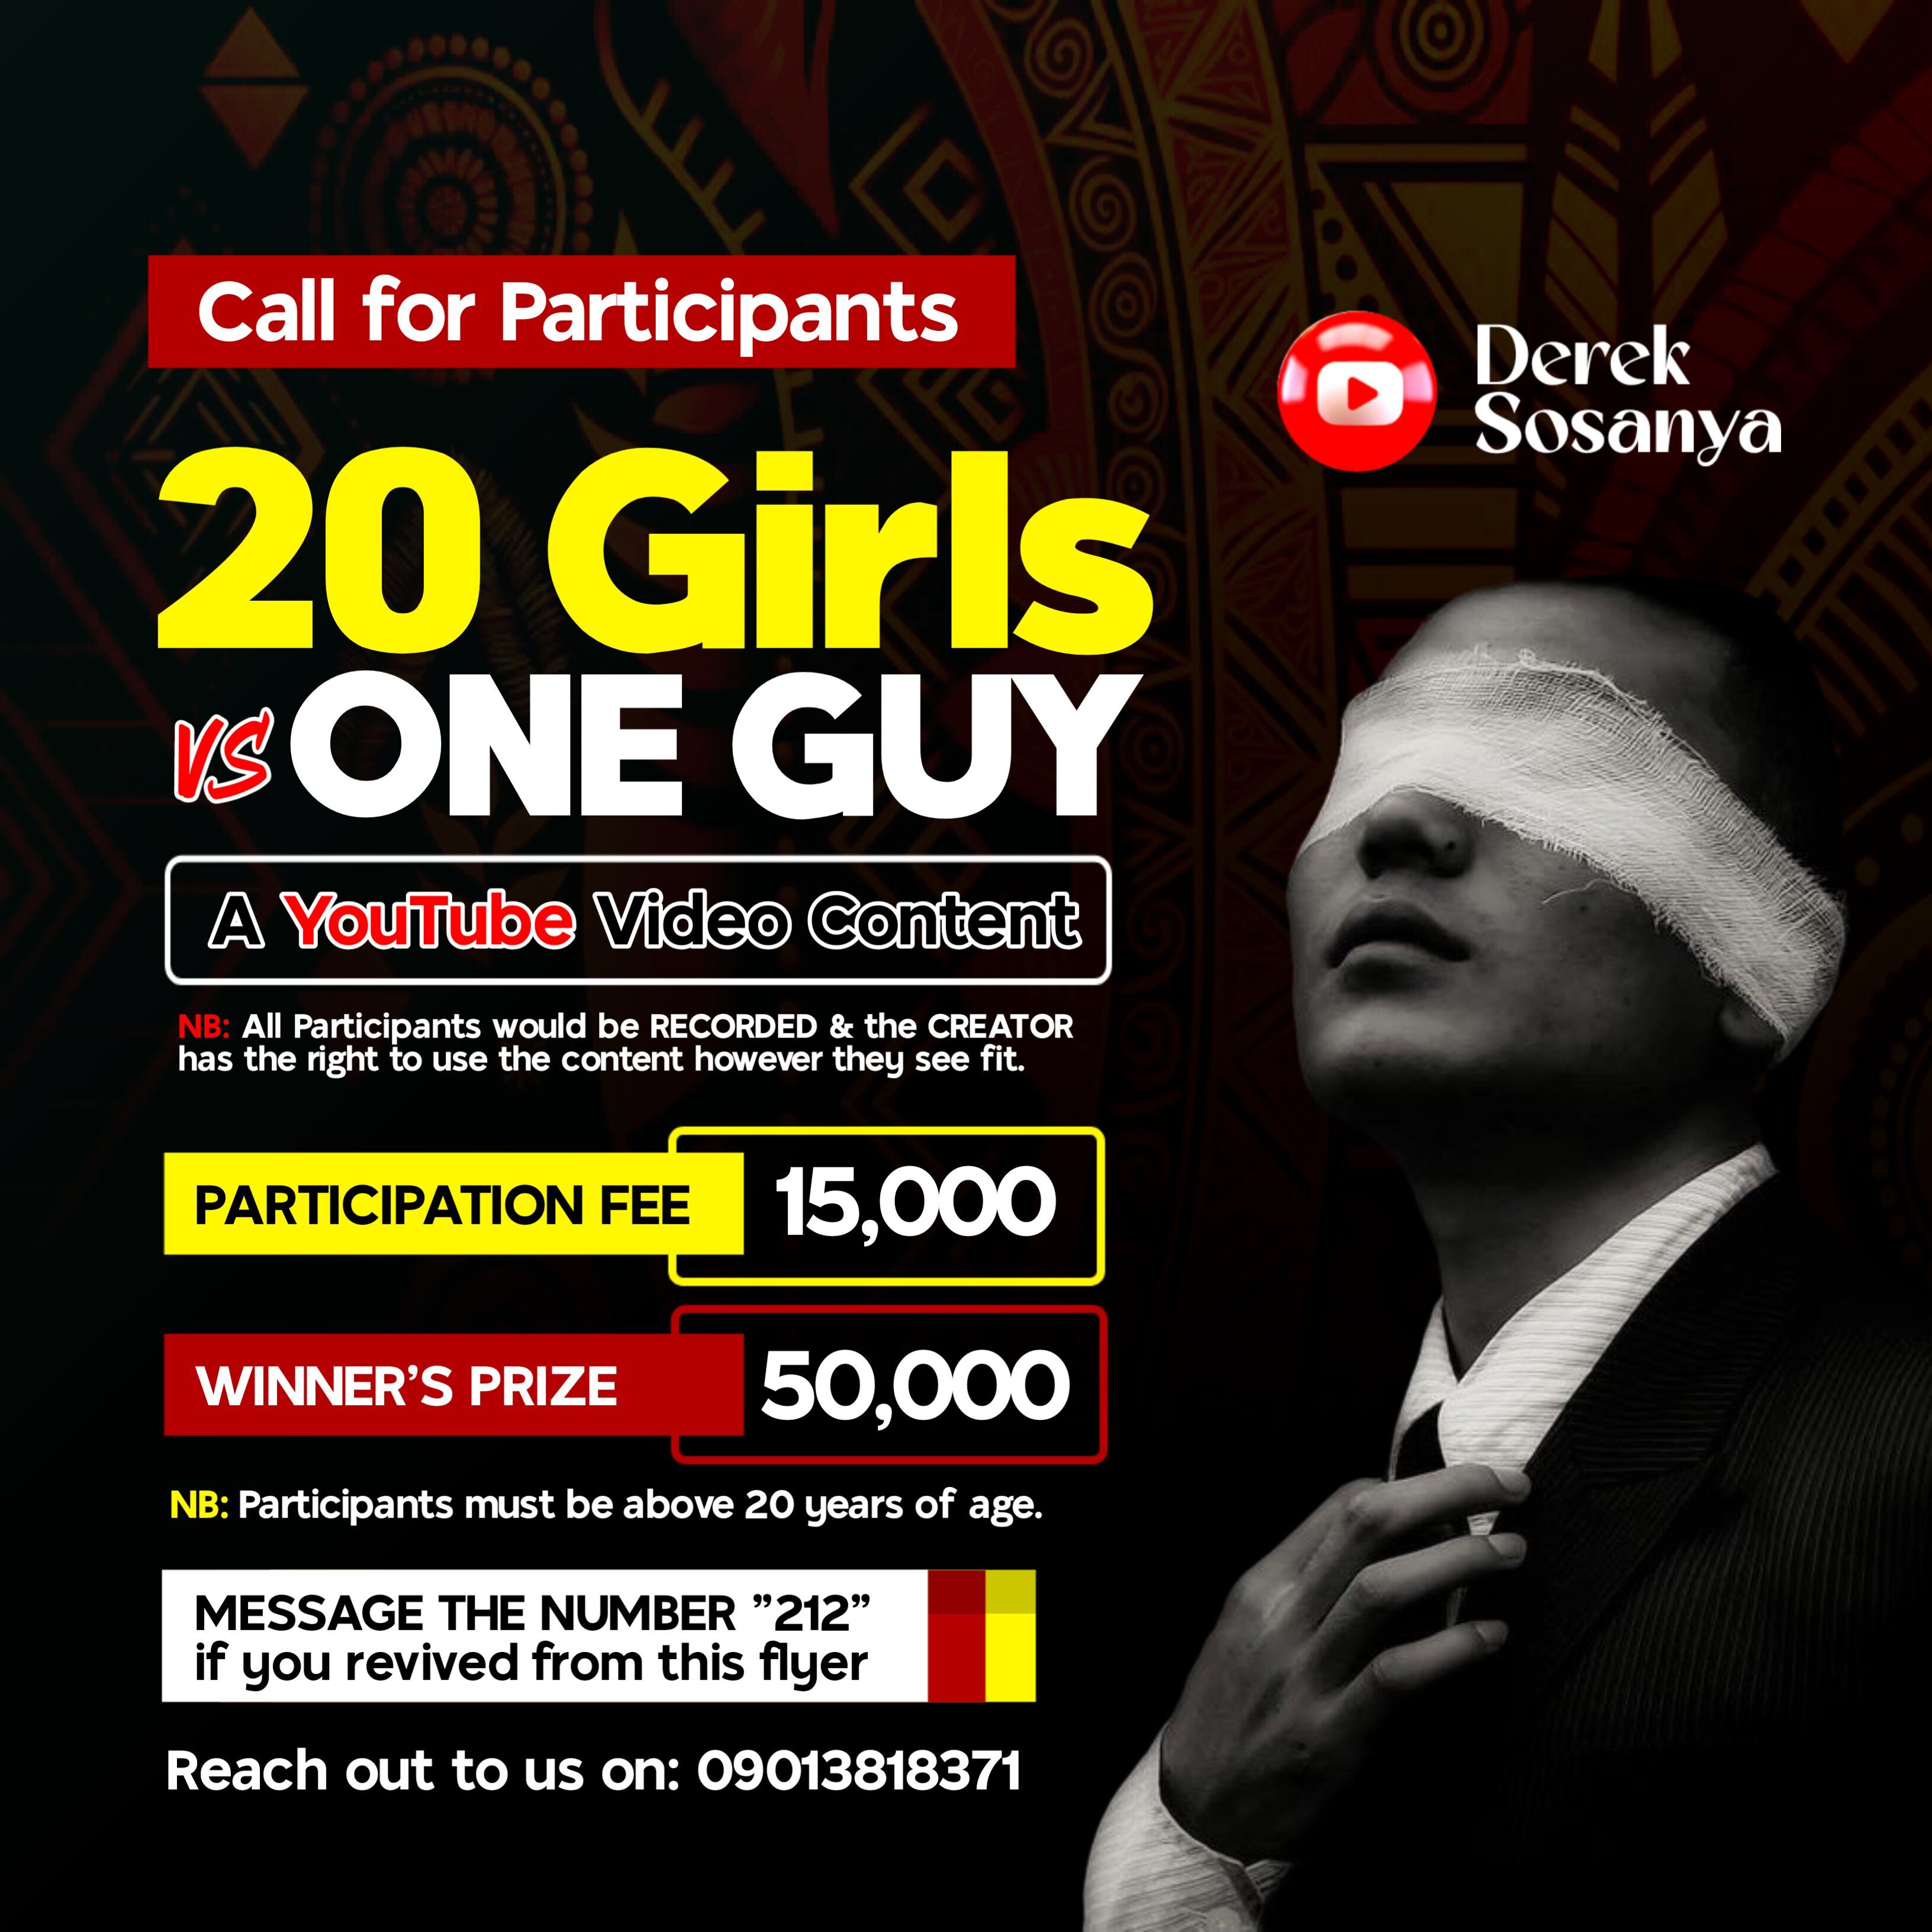 Call for Participants
Derek
Sosanya
20 Girls
VS ONE GUY
A YouTube Video Content
NB: All Participants would be RECORDED & the CREATOR
has the right to use the content however they see fit.
PARTICIPATION FEE 15,000
WINNER'S PRIZE 50,000
NB: Participants must be above 20 years of age.
MESSAGE THE NUMBER ”212”
if you revived from this flyer
Reach out to us on: 09013818371